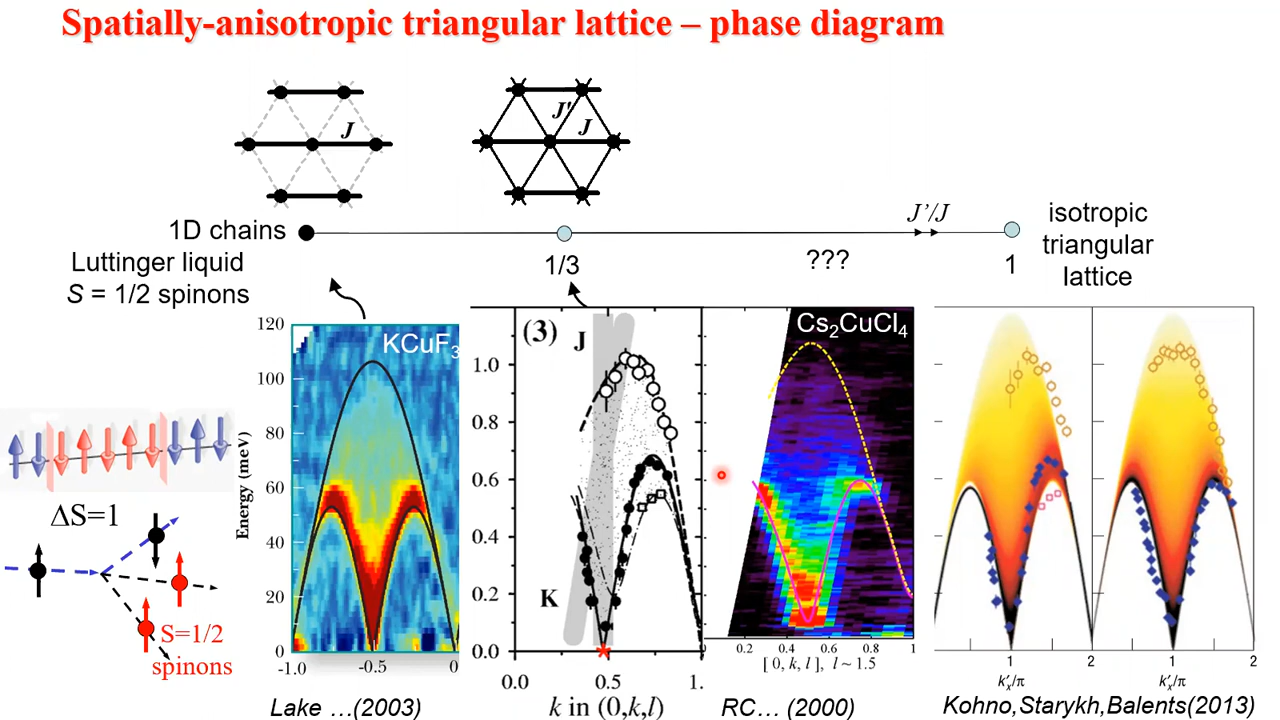 Spatially-anisotropic triangular lattice – phase diagram
J
J'
J
1D chains
Luttinger liquid
S = 1/2 spinons
1/3
J'/J
???
1
isotropic
triangular
lattice
KCuF3
Energy (meV)
120
100
80
60
40
20
0
-1.0
-0.5
0
Lake …(2003)
(3)
J
K
1.0
0.8
0.6
0.4
0.2
0.0
0.0
0.5
1.
k in (0,k,l)
Cs2CuCl4
0.2
0.4
0.6
0.8
1
[ 0, k, l ], l ~ 1.5
RC… (2000)
1
2
k'x/π
1
2
k'x/π
Kohno,Starykh,Balents(2013)
ΔS=1
S=1/2
spinons